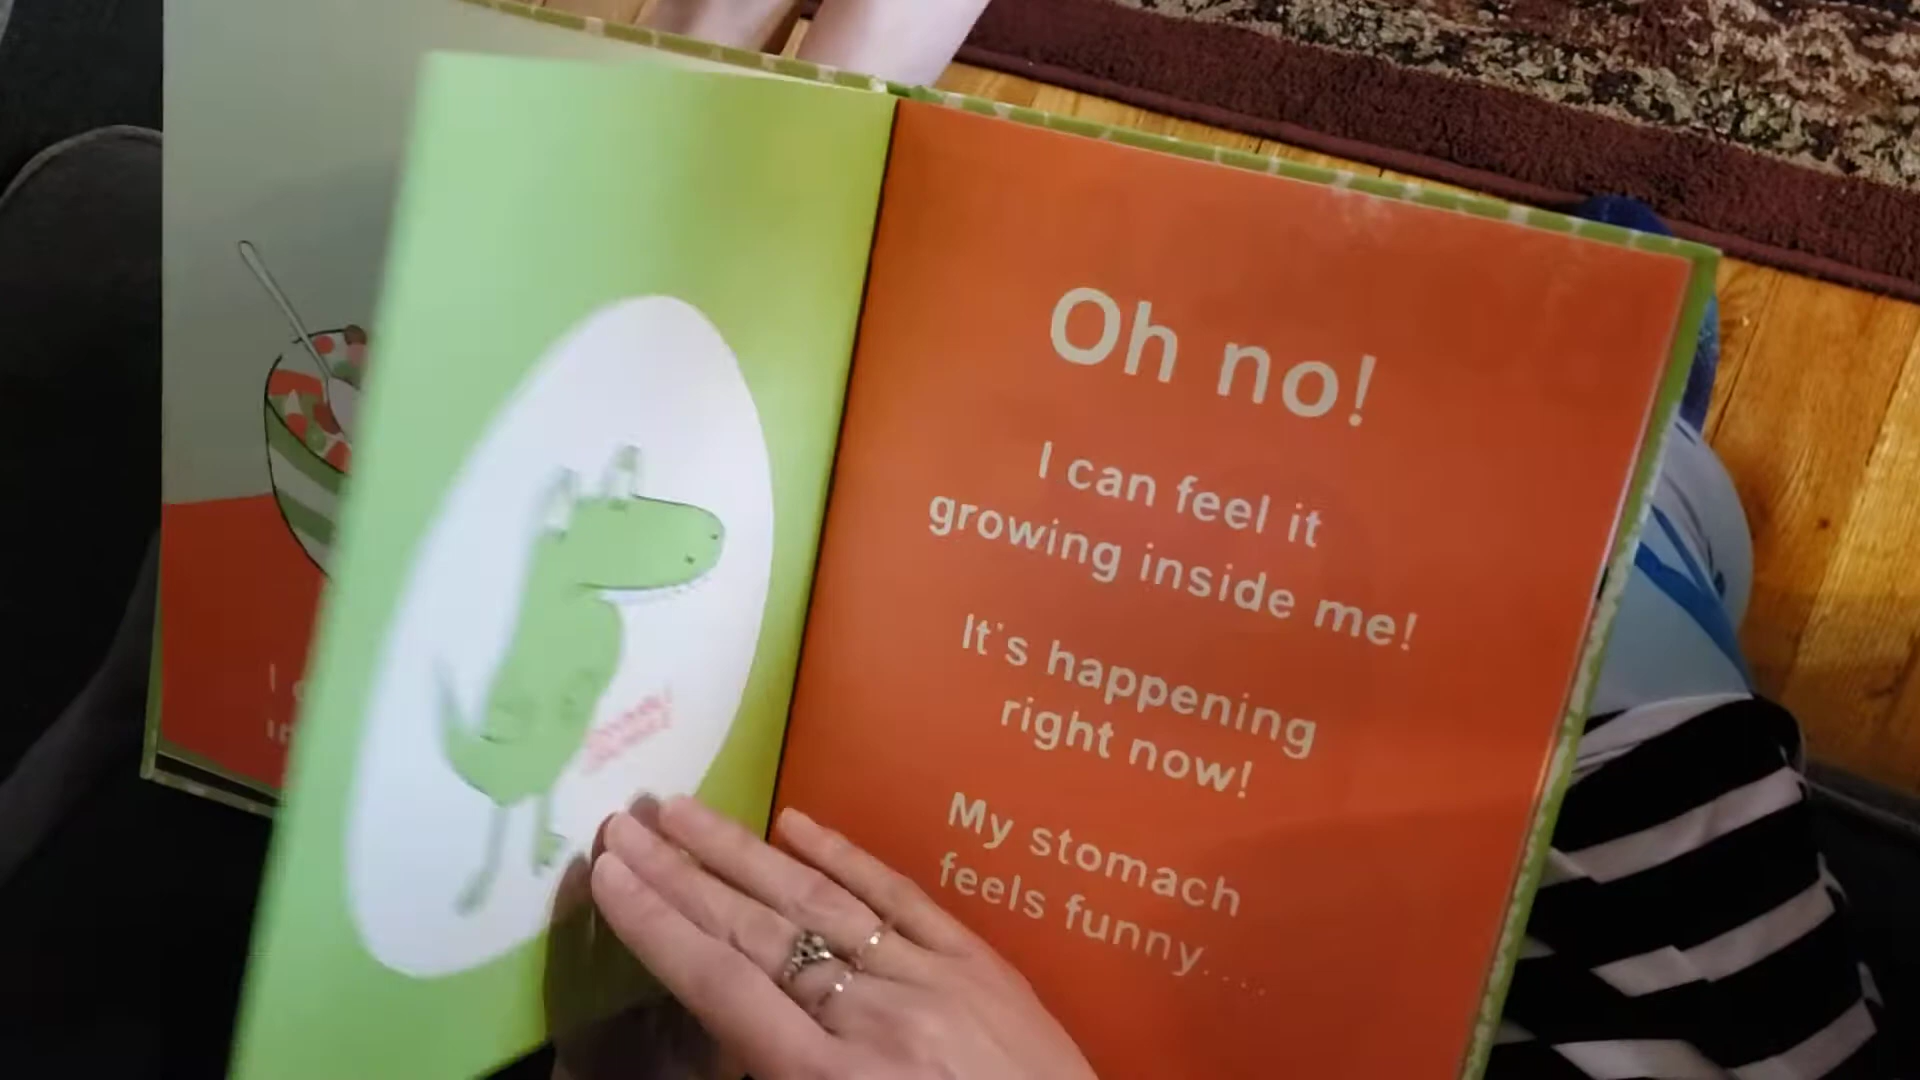 Oh no!
I can feel it
growing inside me!
It's happening
right now!
My stomach
feels funny....